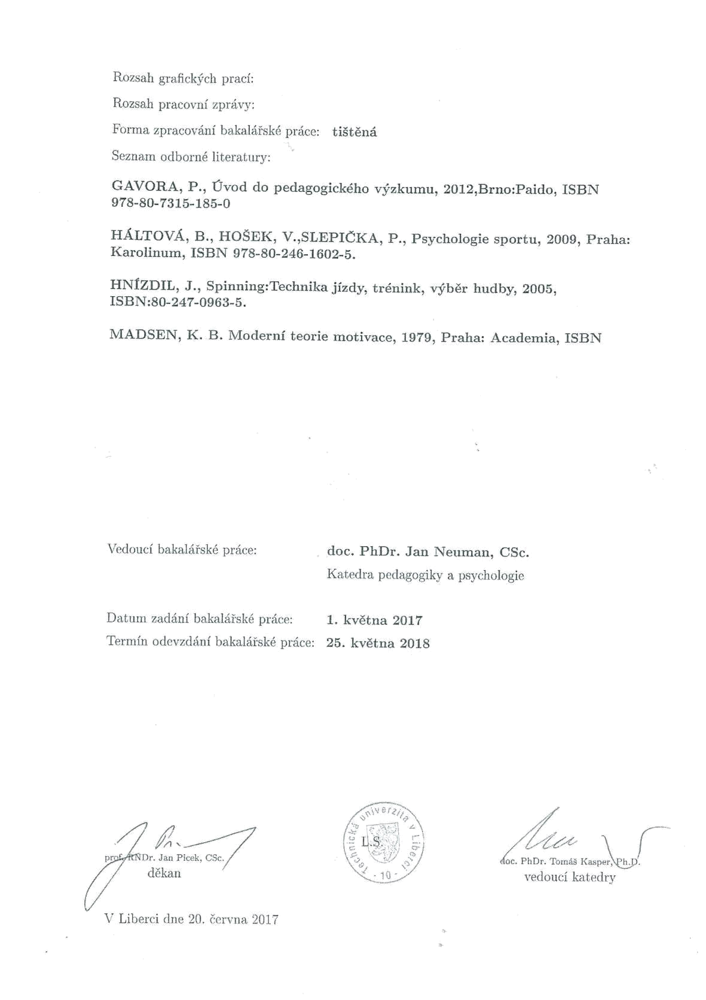 Rozsah grafických prací:
Rozsah pracovní zprávy:
Forma zpracování bakalářské práce: tištěná
Seznam odborné literatury:
GAVORA, P., Úvod do pedagogického výzkumu, 2012,Brno:Paido, ISBN
978-80-7315-185-0
HÁLTOVÁ, B., HOŠEK, V.,SLEPIČKA, P., Psychologie sportu, 2009, Praha:
Karolinum, ISBN 978-80-246-1602-5.
HNÍZDIL, J., Spinning:Technika jízdy, trénink, výběr hudby, 2005,
ISBN:80-247-0963-5.
MADSEN, K. B. Moderní teorie motivace, 1979, Praha: Academia, ISBN
Vedoucí bakalářské práce: doc. PhDr. Jan Neuman, CSc.
Katedra pedagogiky a psychologie
Datum zadání bakalářské práce: 1. května 2017
Termín odevzdání bakalářské práce: 25. května 2018
Technická univerzita v Liberci
L.S.
- 10 -
prof. RNDr. Jan Picek, CSc.
děkan
doc. PhDr. Tomáš Kasper, Ph.D.
vedoucí katedry
V Liberci dne 20. června 2017